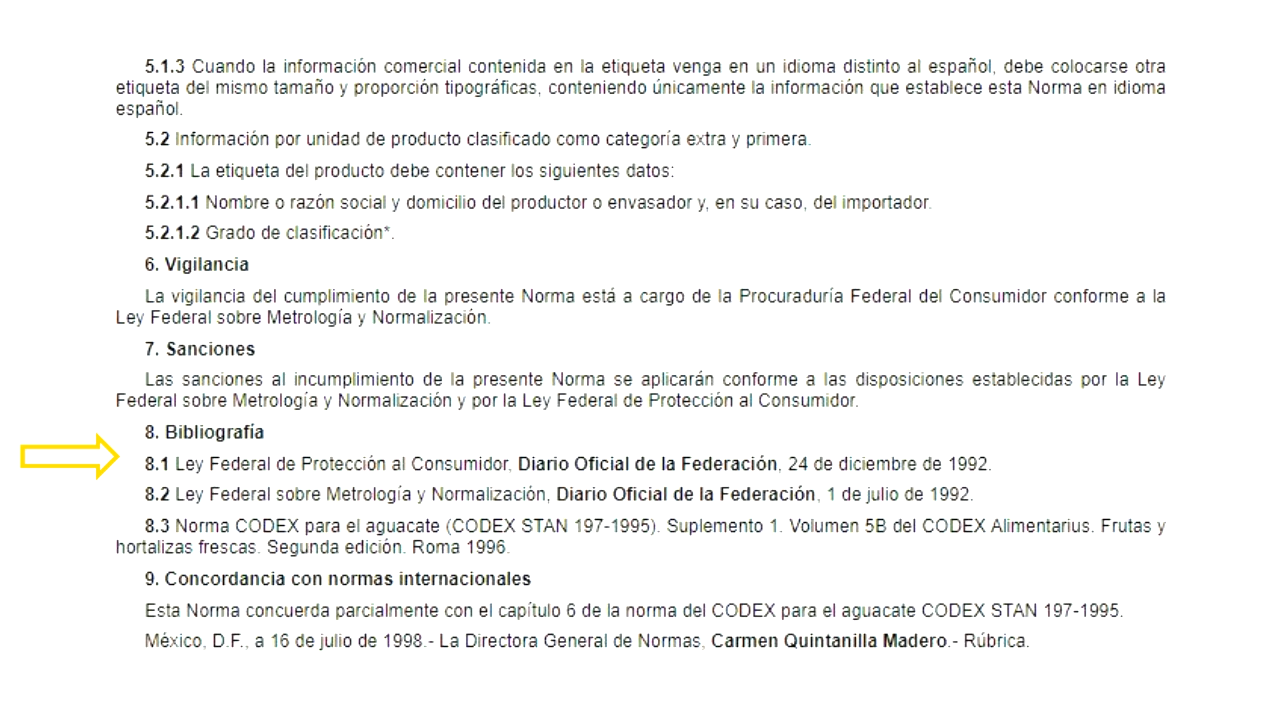 5.1.3 Cuando la información comercial contenida en la etiqueta venga en un idioma distinto al español, debe colocarse otra
etiqueta del mismo tamaño y proporción tipográficas, conteniendo únicamente la información que establece esta Norma en idioma
español.
5.2 Información por unidad de producto clasificado como categoría extra y primera.
5.2.1 La etiqueta del producto debe contener los siguientes datos:
5.2.1.1 Nombre o razón social y domicilio del productor o envasador y, en su caso, del importador.
5.2.1.2 Grado de clasificación*.
6. Vigilancia
La vigilancia del cumplimiento de la presente Norma está a cargo de la Procuraduría Federal del Consumidor conforme a la
Ley Federal sobre Metrología y Normalización.
7. Sanciones
Las sanciones al incumplimiento de la presente Norma se aplicarán conforme a las disposiciones establecidas por la Ley
Federal sobre Metrología y Normalización y por la Ley Federal de Protección al Consumidor.
8. Bibliografía
8.1 Ley Federal de Protección al Consumidor, Diario Oficial de la Federación, 24 de diciembre de 1992.
8.2 Ley Federal sobre Metrología y Normalización, Diario Oficial de la Federación, 1 de julio de 1992.
8.3 Norma CODEX para el aguacate (CODEX STAN 197-1995). Suplemento 1. Volumen 5B del CODEX Alimentarius. Frutas y
hortalizas frescas. Segunda edición. Roma 1996.
9. Concordancia con normas internacionales
Esta Norma concuerda parcialmente con el capítulo 6 de la norma del CODEX para el aguacate CODEX STAN 197-1995.
México, D.F., a 16 de julio de 1998.- La Directora General de Normas, Carmen Quintanilla Madero.- Rúbrica.